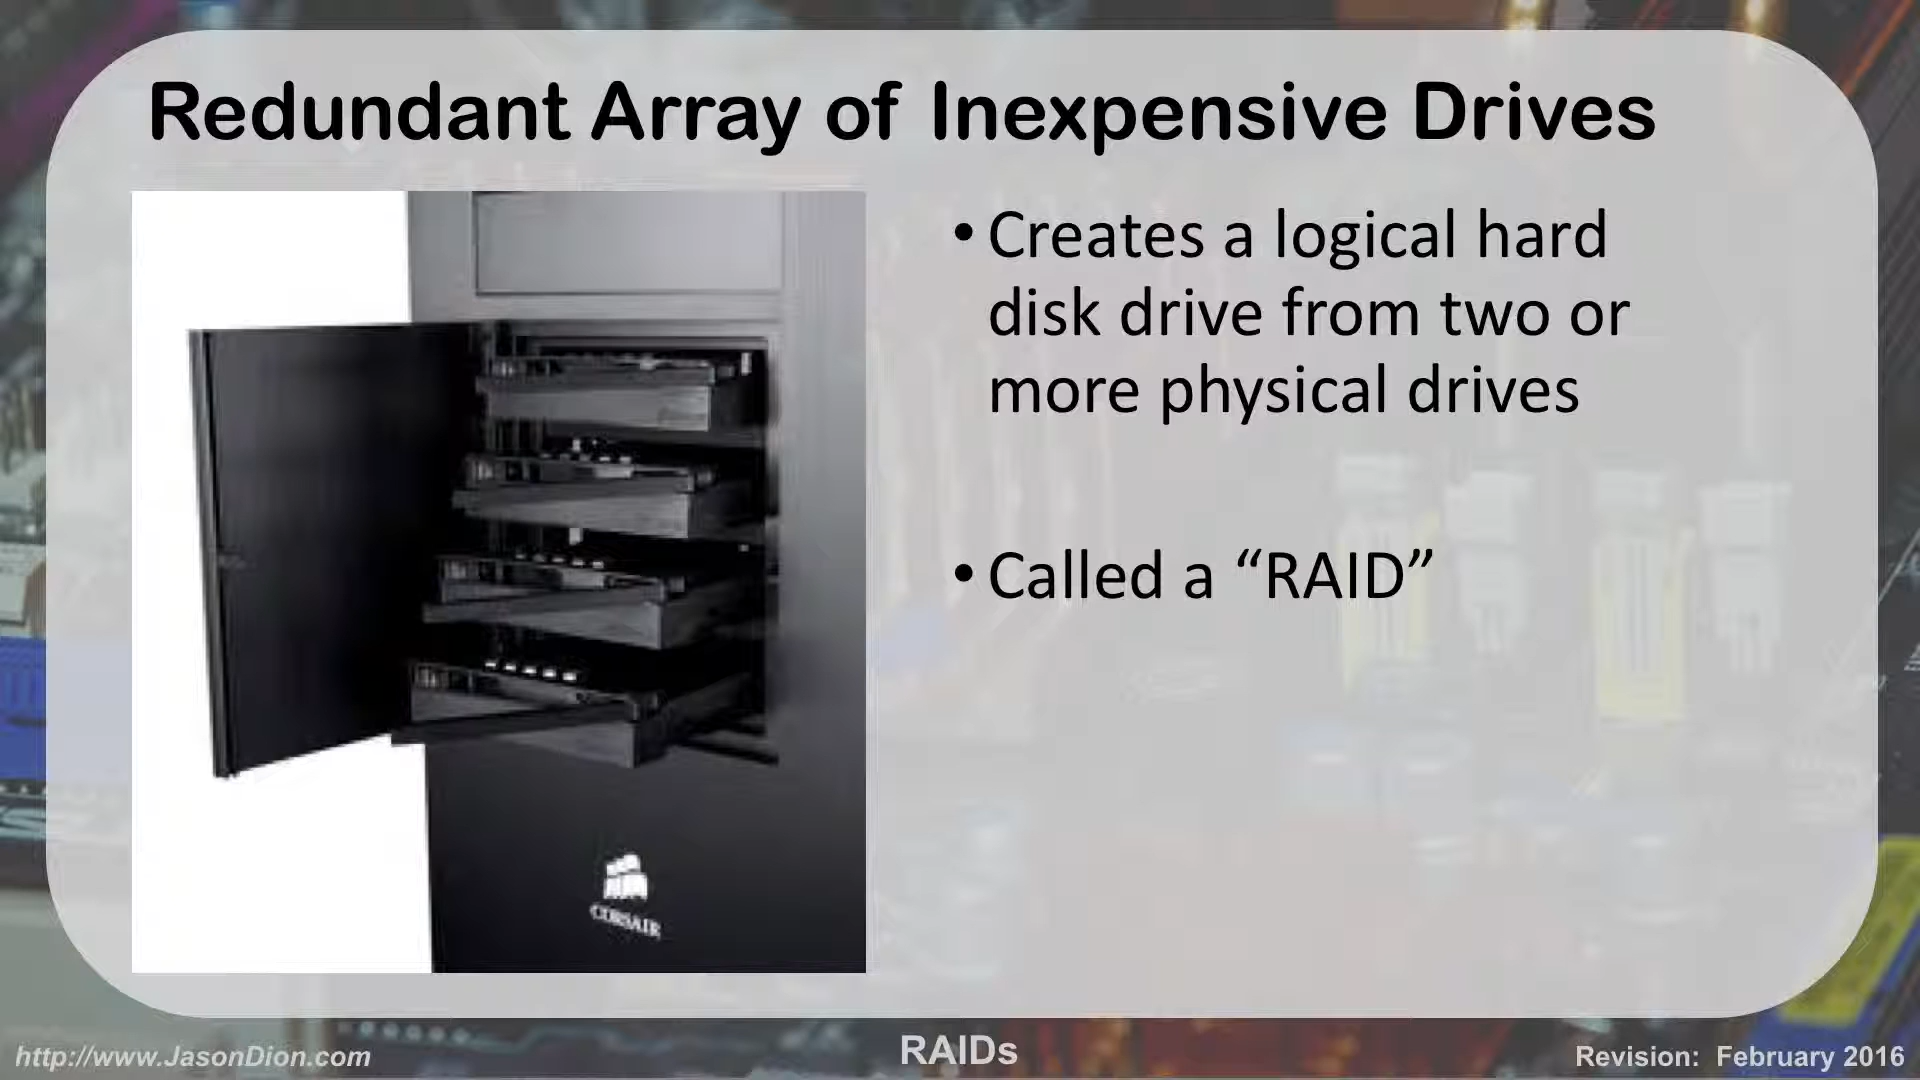 Redundant Array of Inexpensive Drives
• Creates a logical hard
disk drive from two or
more physical drives
• Called a “RAID”
CORSAIR
http://www.JasonDion.com
RAIDs
Revision: February 2016